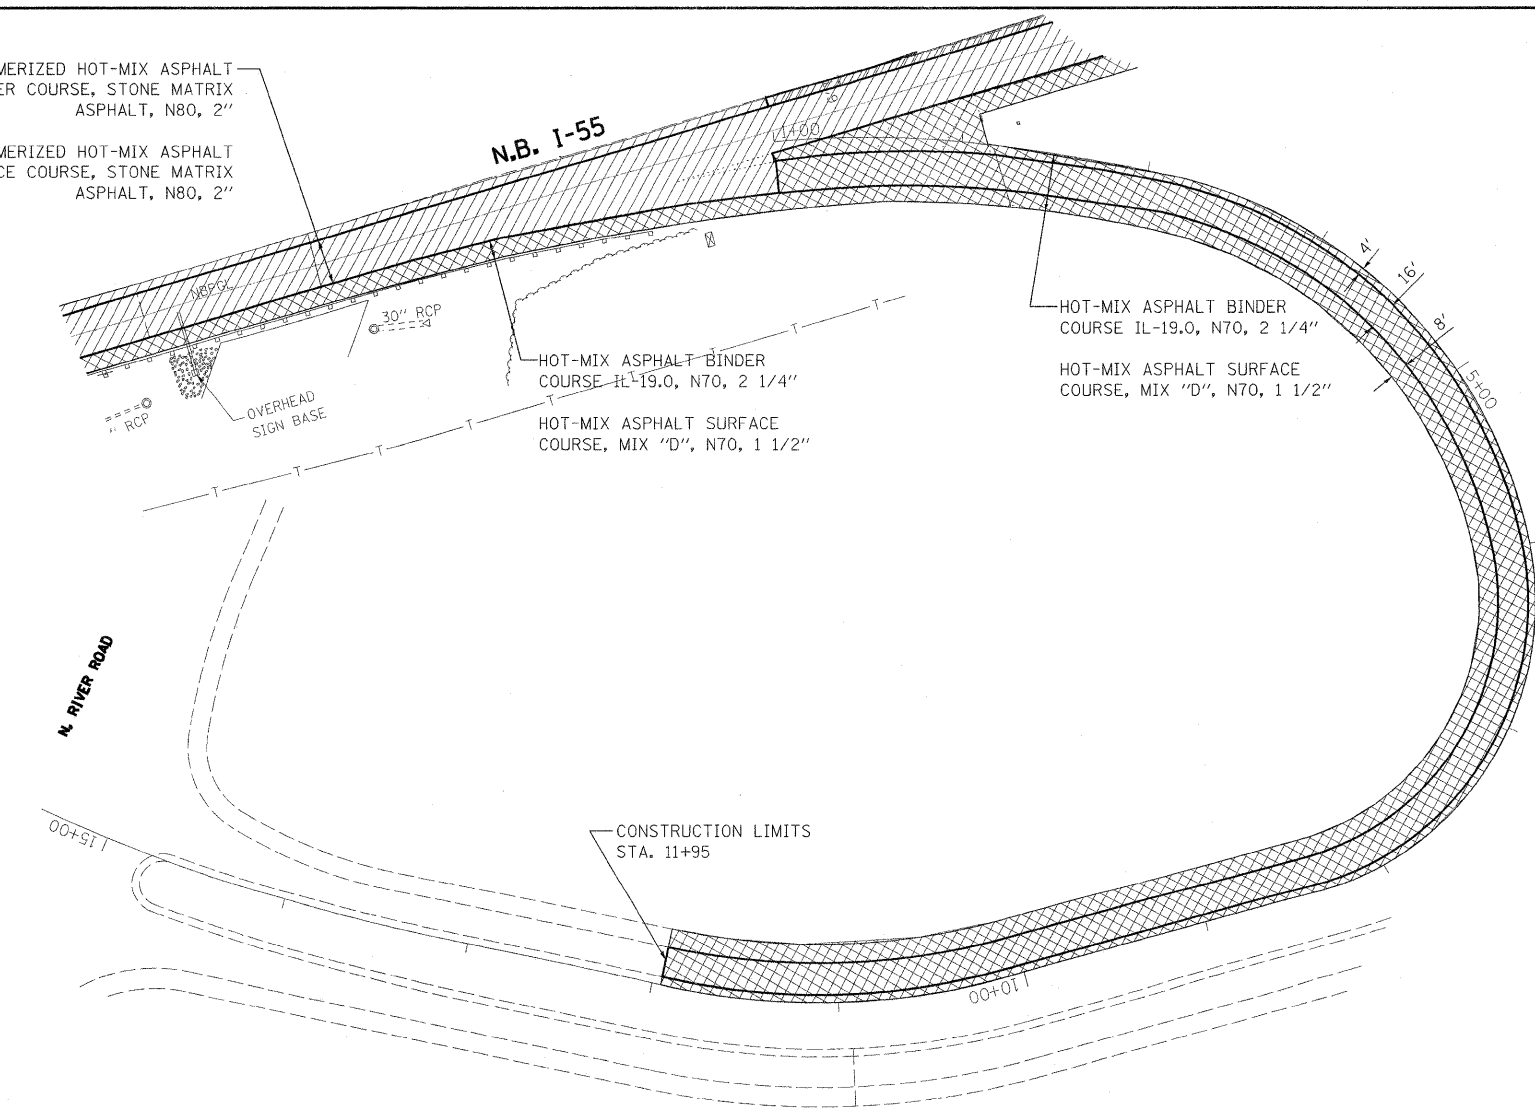 MERIZED HOT-MIX ASPHALT
ER COURSE, STONE MATRIX
ASPHALT, N80, 2"
MERIZED HOT-MIX ASPHALT
CE COURSE, STONE MATRIX
ASPHALT, N80, 2"
N.B. I-55
1+00
4'
16'
8'
5+00
NBPGL
30" RCP
" RCP
OVERHEAD
SIGN BASE
HOT-MIX ASPHALT BINDER
COURSE IL-19.0, N70, 2 1/4"
HOT-MIX ASPHALT SURFACE
COURSE, MIX "D", N70, 1 1/2"
HOT-MIX ASPHALT BINDER
COURSE IL-19.0, N70, 2 1/4"
HOT-MIX ASPHALT SURFACE
COURSE, MIX "D", N70, 1 1/2"
T
T
T
T
T
T
T
T
T
N. RIVER ROAD
15+00
CONSTRUCTION LIMITS
STA. 11+95
10+00